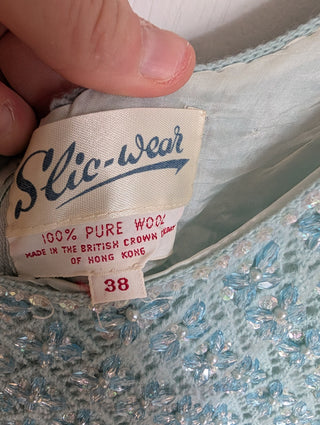 Slic-wear
100% PURE WOOL
MADE IN THE BRITISH CROWN
OF HONG KONG
38